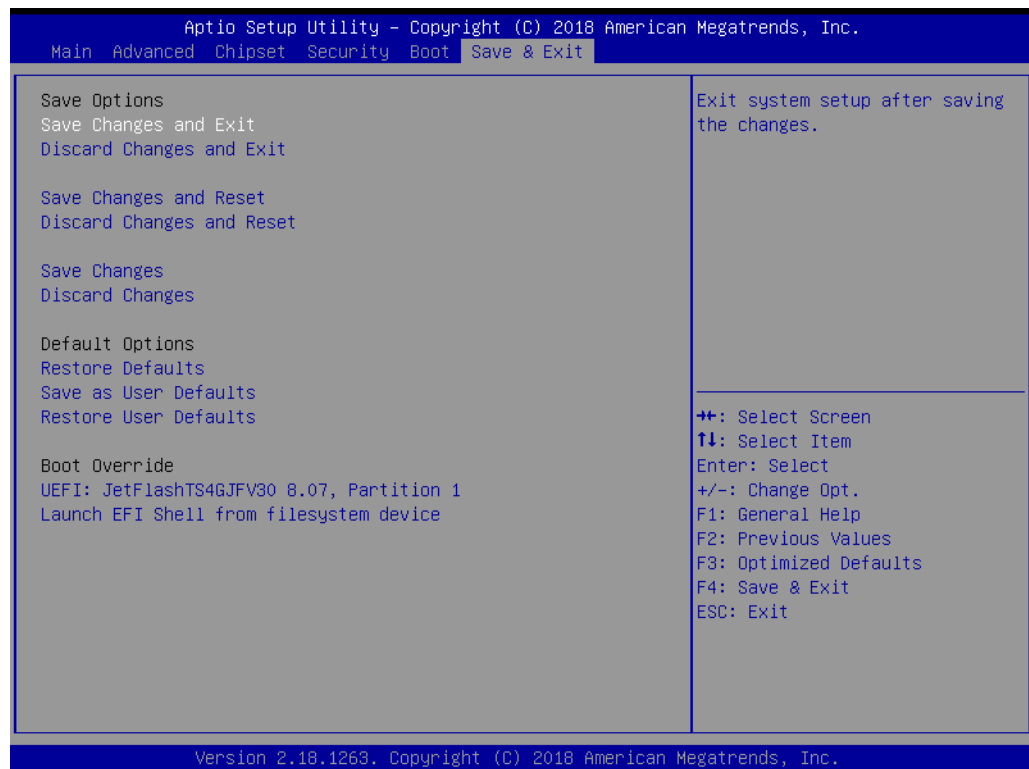 Aptio Setup Utility – Copyright (C) 2018 American Megatrends, Inc.
Main Advanced Chipset Security Boot Save & Exit
Save Options
Save Changes and Exit
Discard Changes and Exit
Save Changes and Reset
Discard Changes and Reset
Save Changes
Discard Changes
Default Options
Restore Defaults
Save as User Defaults
Restore User Defaults
Boot Override
UEFI: JetFlashTS4GJFV30 8.07, Partition 1
Launch EFI Shell from filesystem device
Exit system setup after saving
the changes.
→←: Select Screen
↑↓: Select Item
Enter: Select
+/-: Change Opt.
F1: General Help
F2: Previous Values
F3: Optimized Defaults
F4: Save & Exit
ESC: Exit
Version 2.18.1263. Copyright (C) 2018 American Megatrends, Inc.